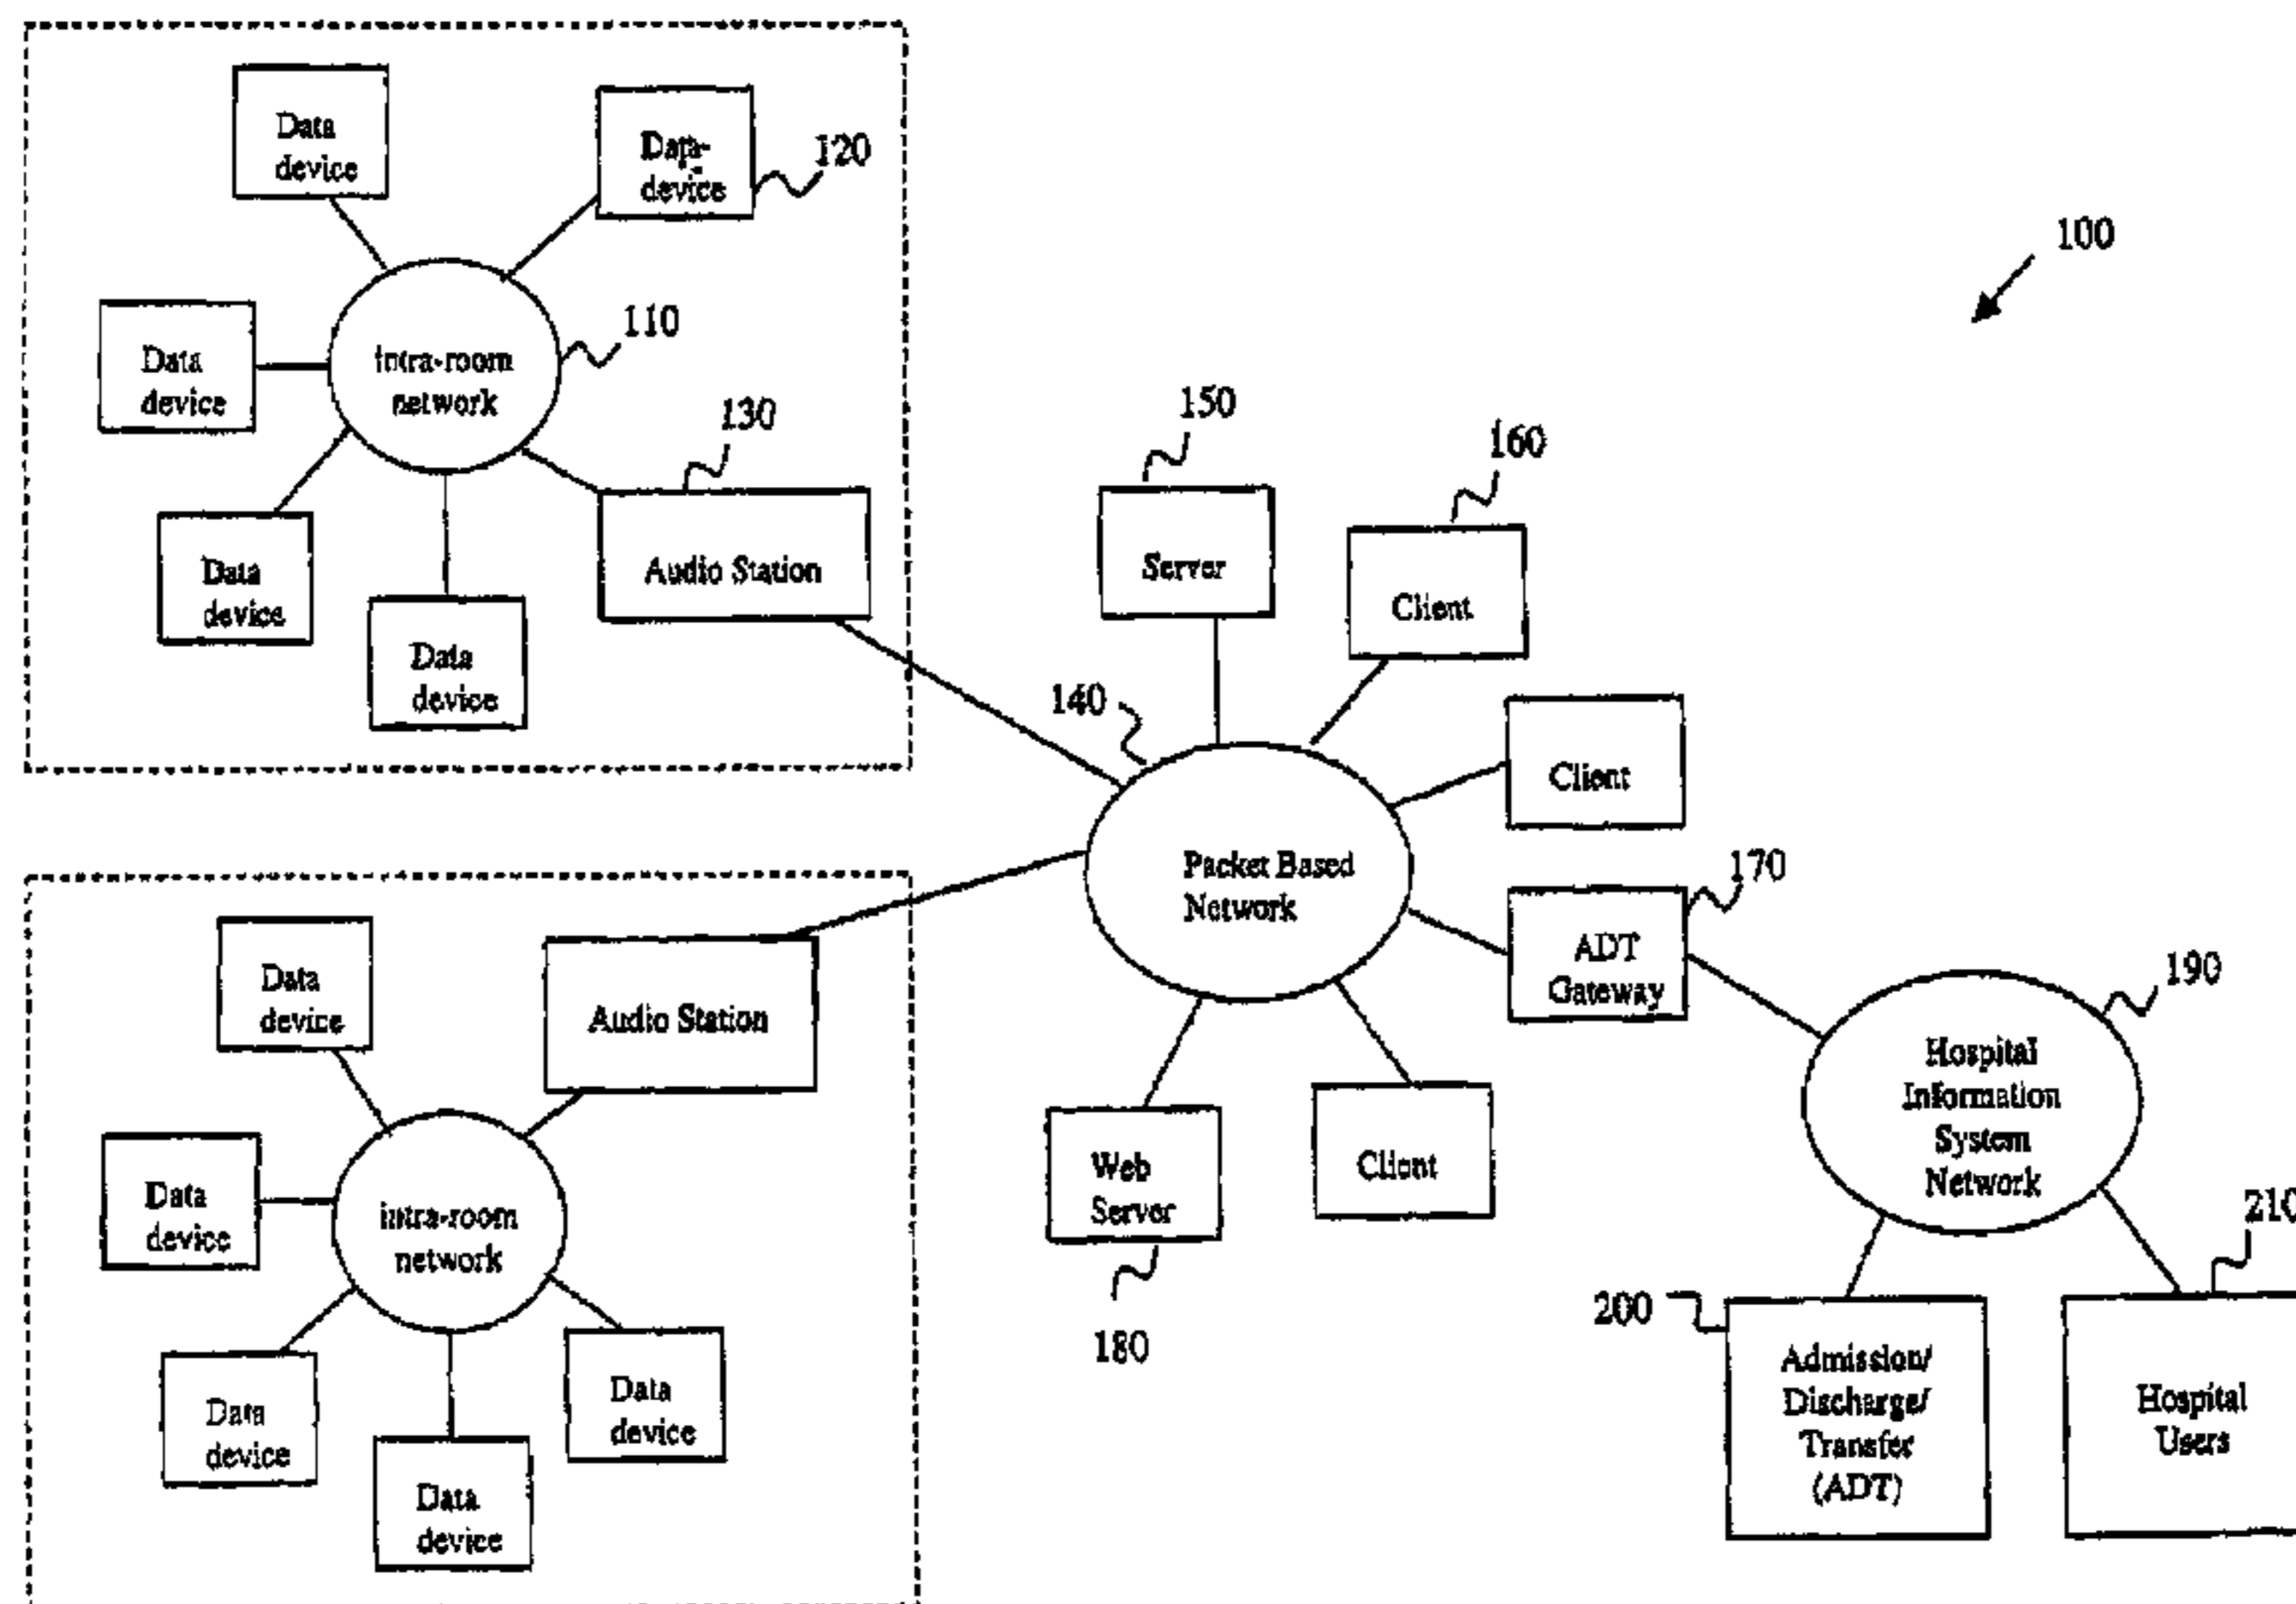 Data
device
Data-
device
120
100
Intra-room
network
110
Data
device
130
150
160
Audio Station
Server
Client
Data
device
Data
device
140
Client
Packet Based
Network
170
ADT
Gateway
190
Data
device
Audio Station
Hospital
Information
System
Network
Web
Server
Client
Data
device
intra-room
network
210
180
200
Data
device
Data
device
Data
device
Admission/
Discharge/
Transfer
(ADT)
Hospital
Users